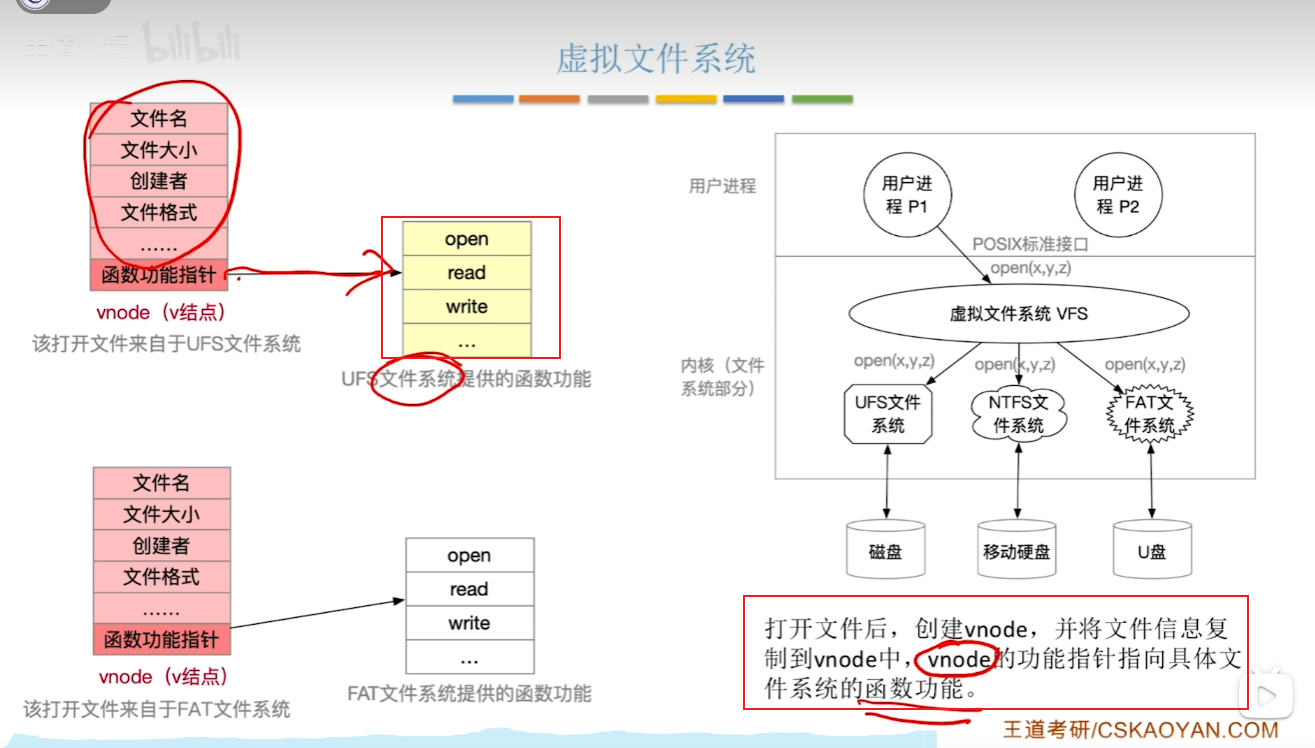 bilibili
虚拟文件系统
文件名
文件大小
创建者
文件格式
……
函数功能指针
vnode（v结点）
该打开文件来自于UFS文件系统
open
read
write
...
UFS文件系统提供的函数功能
文件名
文件大小
创建者
文件格式
……
函数功能指针
vnode（v结点）
该打开文件来自于FAT文件系统
open
read
write
...
FAT文件系统提供的函数功能
用户进程
用户进
程 P1
用户进
程 P2
POSIX标准接口
open(x,y,z)
虚拟文件系统 VFS
内核（文件
系统部分）
open(x,y,z)
open(x,y,z)
open(x,y,z)
UFS文件
系统
NTFS文
件系统
FAT文
件系统
磁盘
移动硬盘
U盘
打开文件后，创建vnode，并将文件信息复
制到vnode中，vnode的功能指针指向具体文
件系统的函数功能。
王道考研/CSKAOYAN.COM